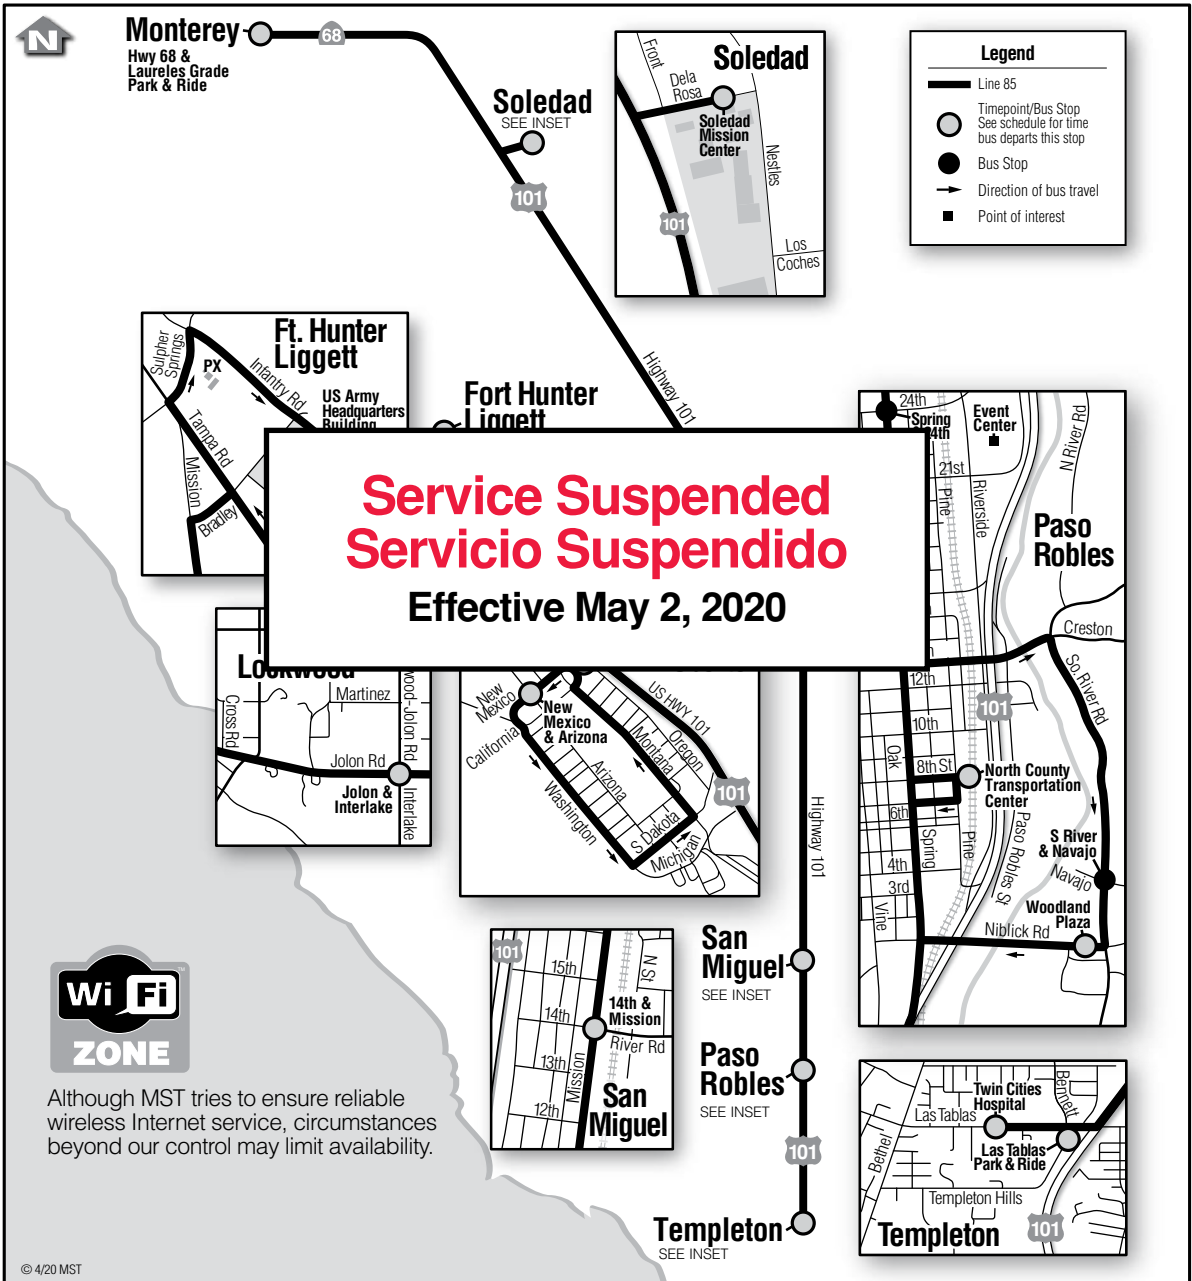 N
Monterey
Hwy 68 &
Laureles Grade
Park & Ride
68
Soledad
SEE INSET
101
Highway 101
Front
Dela
Rosa
Soledad
Soledad
Mission
Center
Nestles
101
Los
Coches
Legend
Line 85
Timepoint/Bus Stop
See schedule for time
bus departs this stop
Bus Stop
Direction of bus travel
Point of interest
Ft. Hunter
Liggett
Sulpher
Springs
PX
Infantry Rd
US Army
Headquarters
Building
Tampa Rd
Mission
Bradley
Fort Hunter
Liggett
Service Suspended
Servicio Suspendido
Effective May 2, 2020
24th
Spring
Event
Center
N River Rd
21st
Pine
Riverside
Paso
Robles
Creston
So. River Rd
12th
101
10th
Oak
8th St
North County
Transportation
Center
6th
Spring
Pine
Paso Robles St
S River
& Navajo
Navajo
4th
3rd
Vine
Woodland
Plaza
Niblick Rd
Lockwood
Martinez
Cross Rd
wood-Jolon Rd
Jolon Rd
Jolon &
Interlake
Interlake
New
Mexico
New
Mexico
& Arizona
California
US HWY 101
Oregon
Montana
Arizona
Washington
S Dakota
Michigan
101
Highway 101
San
Miguel
SEE INSET
Paso
Robles
SEE INSET
101
Templeton
SEE INSET
101
15th
N St
14th
14th &
Mission
River Rd
13th
Mission
12th
San
Miguel
Twin Cities
Hospital
Bennett
Las Tablas
Las Tablas
Park & Ride
Bethel
Templeton Hills
Templeton
101
Wi Fi
ZONE
Although MST tries to ensure reliable
wireless Internet service, circumstances
beyond our control may limit availability.
© 4/20 MST